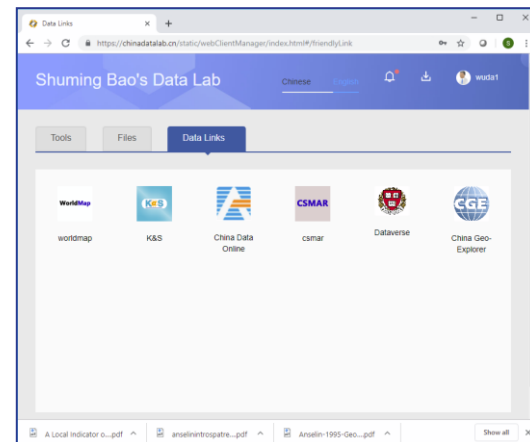 Data Links
https://chinadatalab.cn/static/webClientManager/index.html#/friendlyLink
S
Shuming Bao's Data Lab
Chinese
English
wuda1
Tools
Files
Data Links
WorldMap
K&S
CSMAR
CGE
worldmap
K&S
China Data
Online
csmar
Dataverse
China Geo-
Explorer
A Local Indicator o....pdf
anselinintrospatre....pdf
Anselin-1995-Geo....pdf
Show all